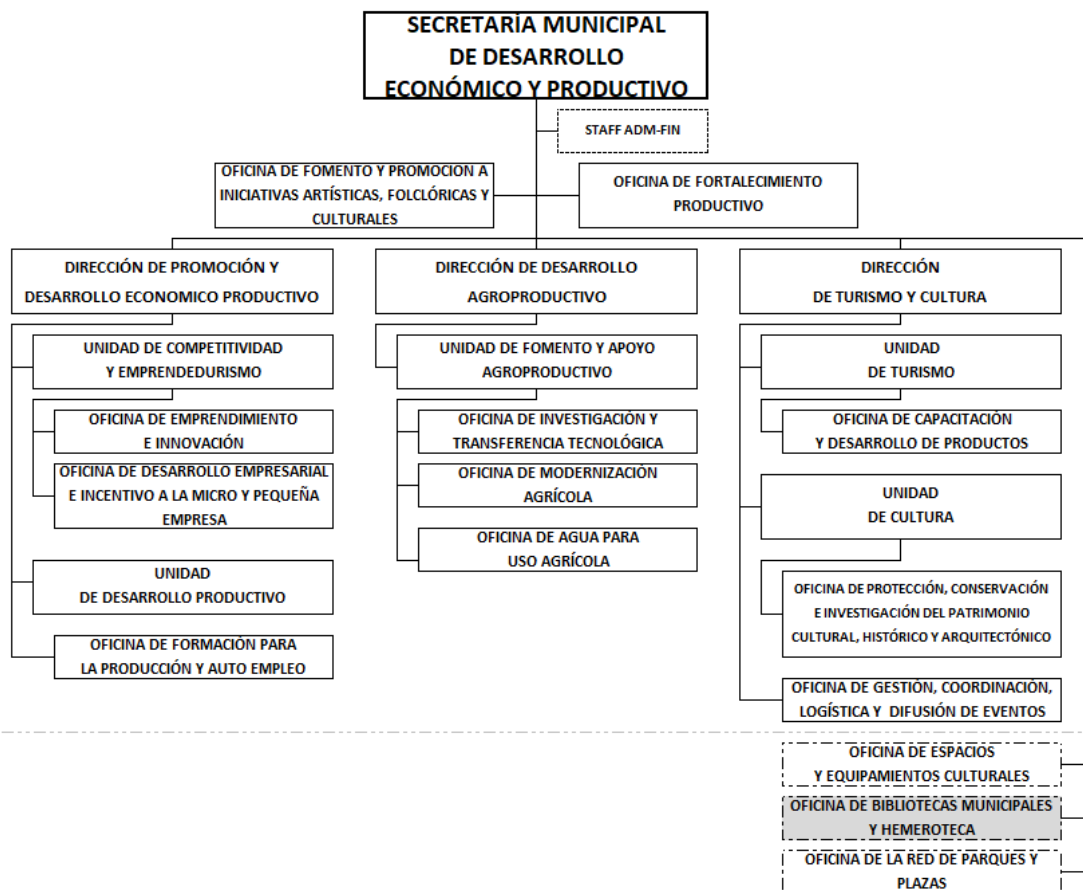 SECRETARÍA MUNICIPAL
DE DESARROLLO
ECONÓMICO Y PRODUCTIVO
STAFF ADM-FIN
OFICINA DE FOMENTO Y PROMOCION A
INICIATIVAS ARTÍSTICAS, FOLCLÓRICAS Y
CULTURALES
OFICINA DE FORTALECIMIENTO
PRODUCTIVO
DIRECCIÓN DE PROMOCIÓN Y
DESARROLLO ECONOMICO PRODUCTIVO
UNIDAD DE COMPETITIVIDAD
Y EMPRENDEDURISMO
OFICINA DE EMPRENDIMIENTO
E INNOVACIÓN
OFICINA DE DESARROLLO EMPRESARIAL
E INCENTIVO A LA MICRO Y PEQUEÑA
EMPRESA
UNIDAD
DE DESARROLLO PRODUCTIVO
OFICINA DE FORMACIÓN PARA
LA PRODUCCIÓN Y AUTO EMPLEO
DIRECCIÓN DE DESARROLLO
AGROPRODUCTIVO
UNIDAD DE FOMENTO Y APOYO
AGROPRODUCTIVO
OFICINA DE INVESTIGACIÓN Y
TRANSFERENCIA TECNOLÓGICA
OFICINA DE MODERNIZACIÓN
AGRÍCOLA
OFICINA DE AGUA PARA
USO AGRÍCOLA
DIRECCIÓN
DE TURISMO Y CULTURA
UNIDAD
DE TURISMO
OFICINA DE CAPACITACIÓN
Y DESARROLLO DE PRODUCTOS
UNIDAD
DE CULTURA
OFICINA DE PROTECCIÓN, CONSERVACIÓN
E INVESTIGACIÓN DEL PATRIMONIO
CULTURAL, HISTÓRICO Y ARQUITECTÓNICO
OFICINA DE GESTIÓN, COORDINACIÓN,
LOGÍSTICA Y DIFUSIÓN DE EVENTOS
OFICINA DE ESPACIOS
Y EQUIPAMIENTOS CULTURALES
OFICINA DE BIBLIOTECAS MUNICIPALES
Y HEMEROTECA
OFICINA DE LA RED DE PARQUES Y
PLAZAS